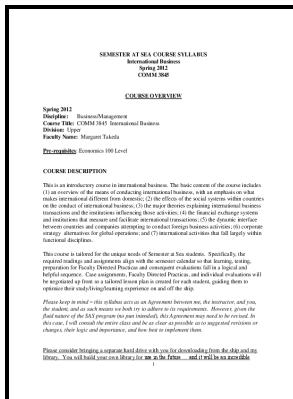 SEMESTER AT SEA COURSE SYLLABUS
International Business
Spring 2012
COMM 3845
COURSE OVERVIEW
Spring 2012
Discipline: Business/Management
Course Title: COMM 3845 International Business
Division: Upper
Faculty Name: Margaret Takeda
Pre-requisites: Economics 100 Level
COURSE DESCRIPTION
This is an introductory course in international business. The basic content of the course includes
(1) an overview of the means of conducting international business, with an emphasis on what
makes international different from domestic; (2) the effects of the social systems within countries
on the conduct of international business; (3) the major theories explaining international business
transactions and the institutions influencing those activities; (4) the financial exchange systems
and institutions that measure and facilitate international transactions; (5) the dynamic interface
between countries and companies attempting to conduct foreign business activities; (6) corporate
strategy alternatives for global operations; and (7) international activities that fall largely within
functional disciplines.
This course is tailored for the unique needs of Semester at Sea students. Specifically, the
required readings and assignments align with the semester calendar so that learning, testing,
preparation for Faculty Directed Practica and consequent evaluations fall in a logical and
helpful sequence. Case assignments, Faculty Directed Practica, and individual evaluations will
be negotiated up front so a tailored lesson plan is created for each student, guiding them to
optimize their study/living/learning experience on and off the ship.
Please keep in mind – this syllabus acts as an Agreement between me, the instructor, and you,
the student, and as such means we both try to adhere to its requirements. However, given the
fluid nature of the SAS program (no pun intended), this Agreement may need to be revised. In
this case, I will consult the entire class and be as clear as possible as to suggested revisions or
changes, their logic and importance, and how best to implement them.
Please consider bringing a separate hard drive with you for downloading from the ship and my
library. You will build your own library for use in the future and it will be an incredible
1